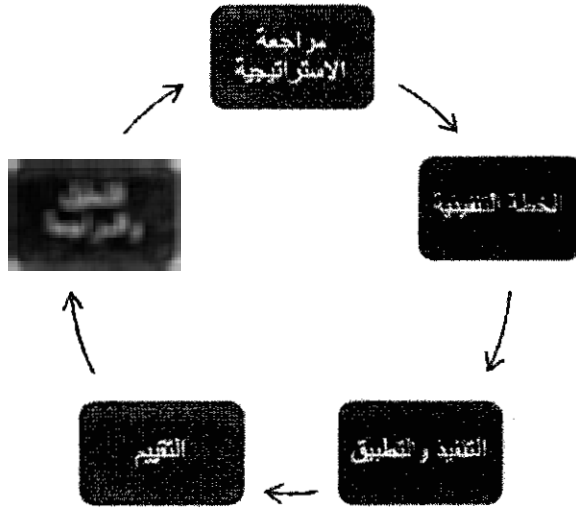 مراجعة
الاستراتيجية
الخطة التنفيذية
التنفيذ والتطبيق
التقييم